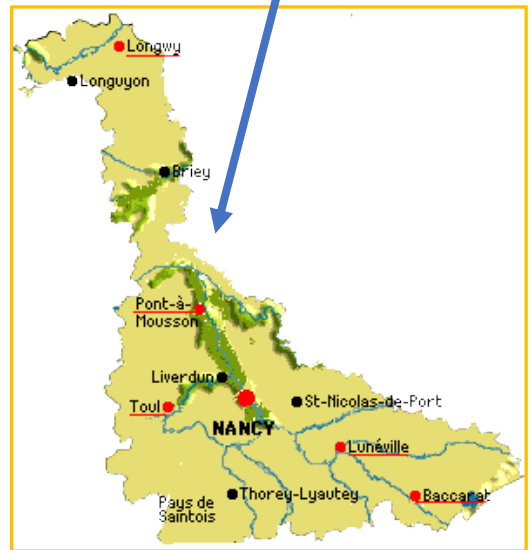 Longwy
Longuyon
Briey
Pont-à-
Mousson
Liverdun
Toul
St-Nicolas-de-Port
NANCY
Lunéville
Thorey-Lyautey
Baccarat
Pays de
Saintois